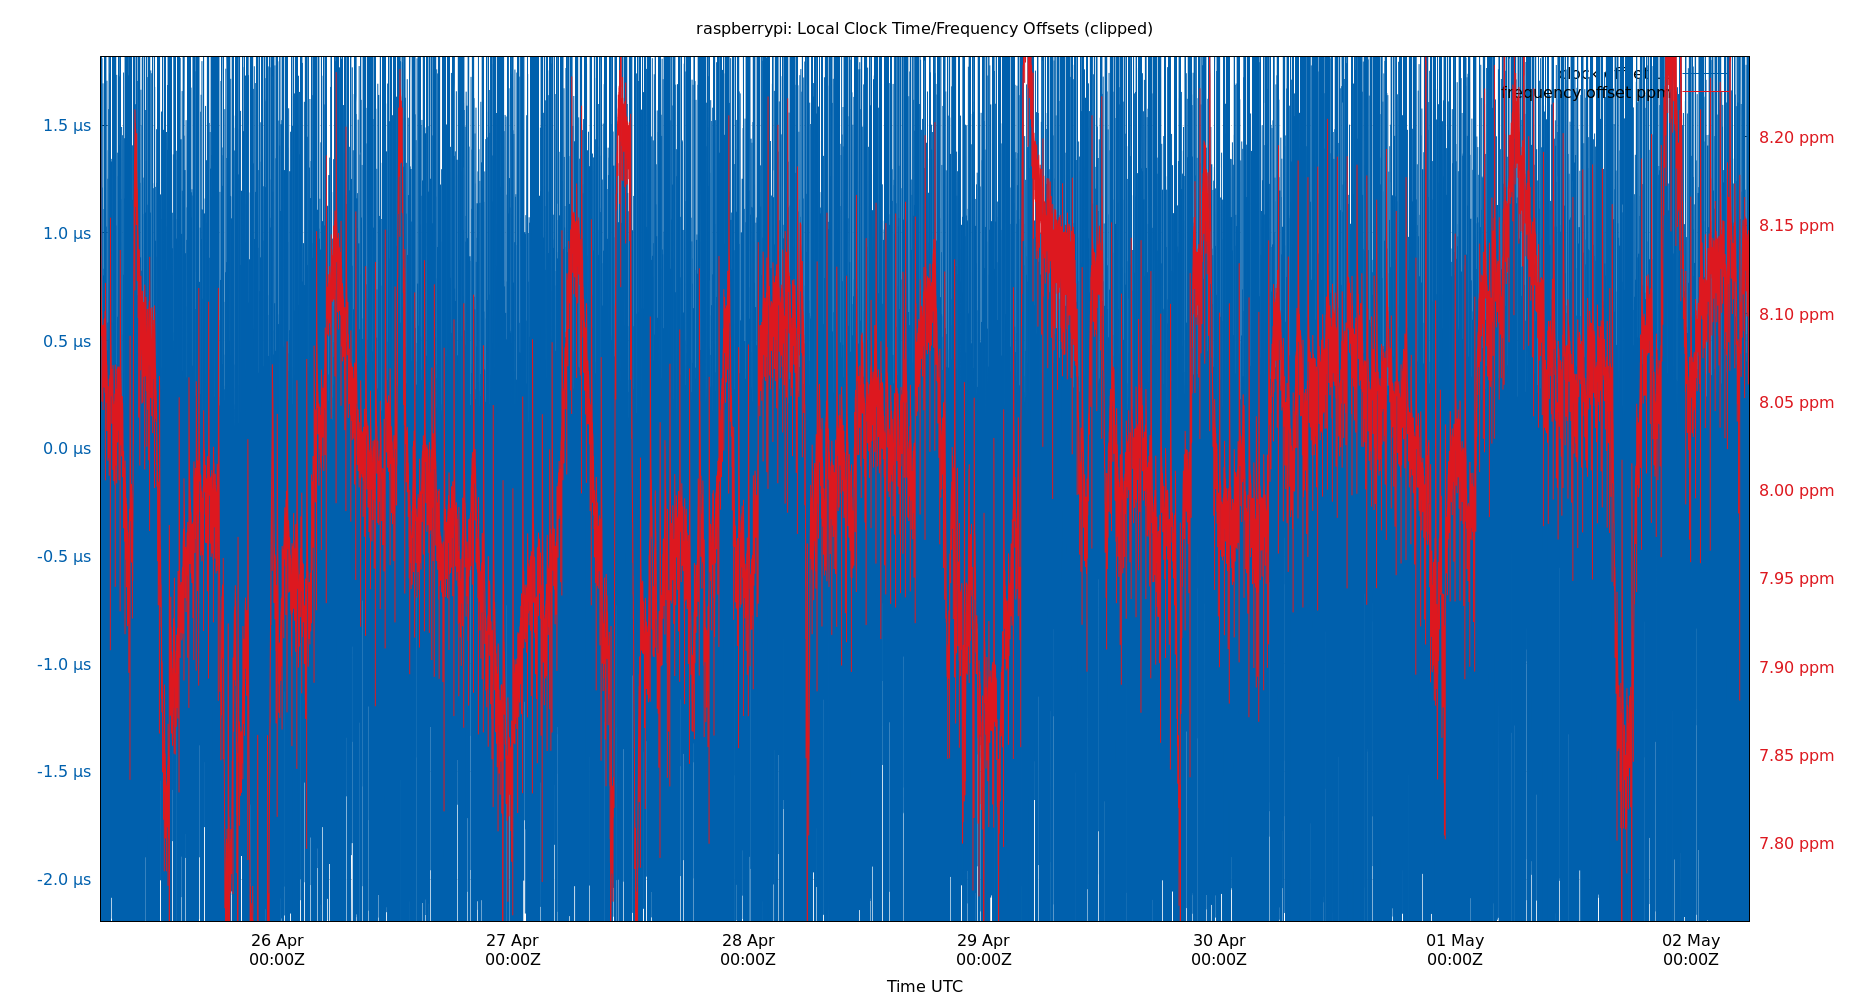 raspberrypi: Local Clock Time/Frequency Offsets (clipped)
clock offset
frequency offset ppm
1.5 µs
1.0 µs
0.5 µs
0.0 µs
-0.5 µs
-1.0 µs
-1.5 µs
-2.0 µs
8.20 ppm
8.15 ppm
8.10 ppm
8.05 ppm
8.00 ppm
7.95 ppm
7.90 ppm
7.85 ppm
7.80 ppm
26 Apr
00:00Z
27 Apr
00:00Z
28 Apr
00:00Z
29 Apr
00:00Z
30 Apr
00:00Z
01 May
00:00Z
02 May
00:00Z
Time UTC